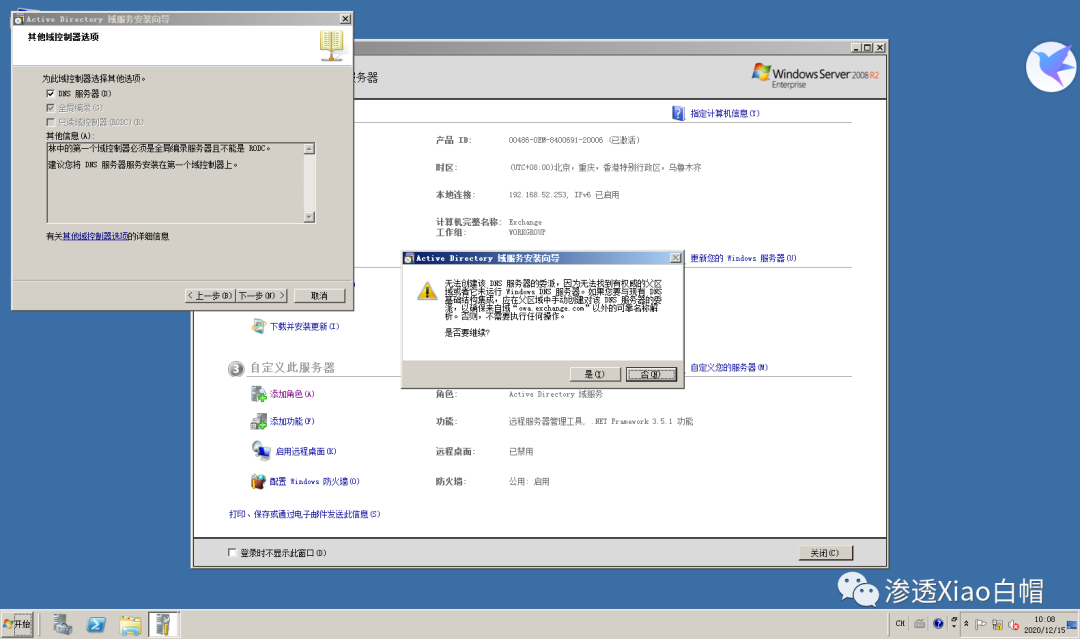 Active Directory 域服务安装向导
其他域控制器选项
为此域控制器选择其他选项。
DNS 服务器(D)
全局编录(G)
只读域控制器(RODC)(R)
其他信息(A):
林中的第一个域控制器必须是全局编录服务器且不能是 RODC。
建议您将 DNS 服务器服务安装在第一个域控制器上。
有关其他域控制器选项的详细信息
< 上一步(B) 下一步(N) > 取消
务器
Windows Server 2008 R2
Enterprise
指定计算机信息(Y)
产品 ID: 00486-OEM-8400691-20006 (已激活)
时区: (UTC+08:00)北京，重庆，香港特别行政区，乌鲁木齐
本地连接: 192.168.52.253, IPv6 已启用
计算机完整名称: Exchange
工作组: WORKGROUP
更新您的 Windows 服务器(U)
Active Directory 域服务安装向导
无法创建该 DNS 服务器的委派，因为无法找到有权威的父区
域或者它未运行 Windows DNS 服务器。如果您要与现有 DNS
基础结构集成，应在父区域中手动创建对该 DNS 服务器的委
派，以确保来自域“owa.exchange.com”以外的可靠名称解
析。否则，不需要执行任何操作。
是否要继续?
是(Y) 否(N)
下载并安装更新(I)
3 自定义此服务器
自定义您的服务器(M)
添加角色(A)
角色: Active Directory 域服务
添加功能(F)
功能: 远程服务器管理工具, .NET Framework 3.5.1 功能
启用远程桌面(K)
远程桌面: 已禁用
配置 Windows 防火墙(O)
防火墙: 公用: 启用
打印、保存或通过电子邮件发送此信息(S)
登录时不显示此窗口(D)
关闭(C)
渗透Xiao白帽
开始
CH
10:08
2020/12/15